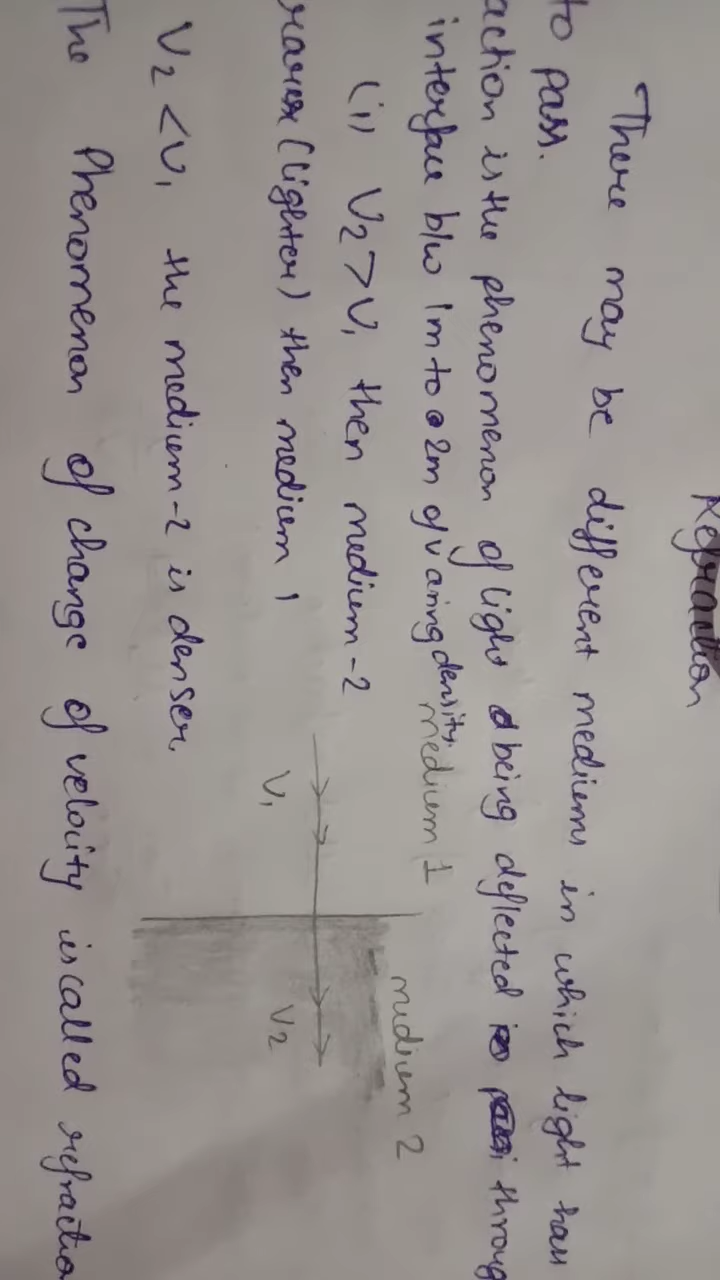 Refraction
There may be different mediums in which light has
to pass.
action is the phenomenon of light being deflected through
interface b/w 1m to 2m of varing density.
medium 1
medium 2
(i) V2 > V1 then medium-2
rarer (lighter) then medium 1
V1
V2
V2 < V1 the medium-2 is denser.
The Phenomenon of change of velocity is called refractio